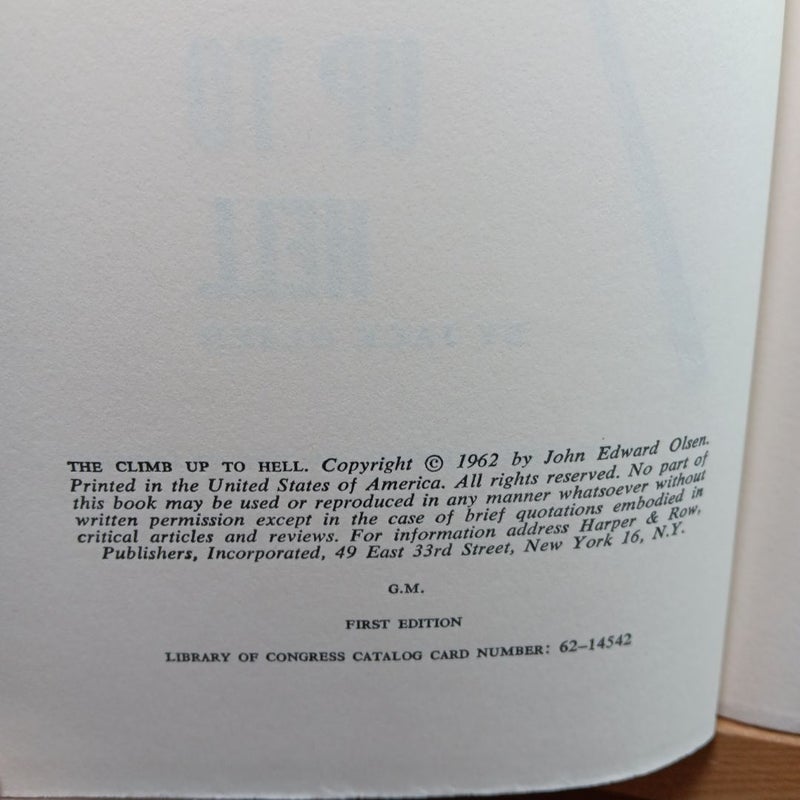 THE CLIMB UP TO HELL. Copyright © 1962 by John Edward Olsen.
Printed in the United States of America. All rights reserved. No part of
this book may be used or reproduced in any manner whatsoever without
written permission except in the case of brief quotations embodied in
critical articles and reviews. For information address Harper & Row,
Publishers, Incorporated, 49 East 33rd Street, New York 16, N.Y.
G.M.
FIRST EDITION
LIBRARY OF CONGRESS CATALOG CARD NUMBER: 62–14542